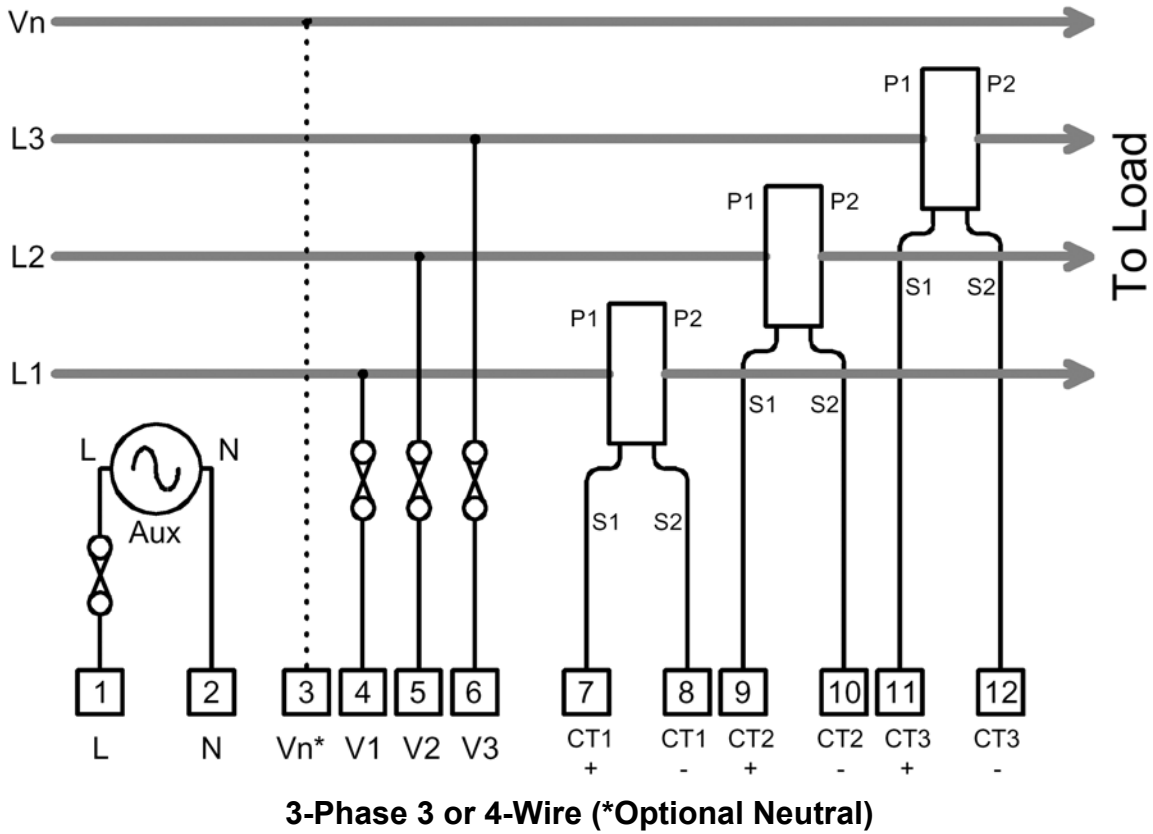 Vn
P1 P2
L3
P1 P2
L2
S1 S2
P1 P2
L1
S1 S2
To Load
L N
Aux
S1 S2
1 2 3 4 5 6 7 8 9 10 11 12
L N Vn* V1 V2 V3 CT1 CT1 CT2 CT2 CT3 CT3
+ - + - + -
3-Phase 3 or 4-Wire (*Optional Neutral)